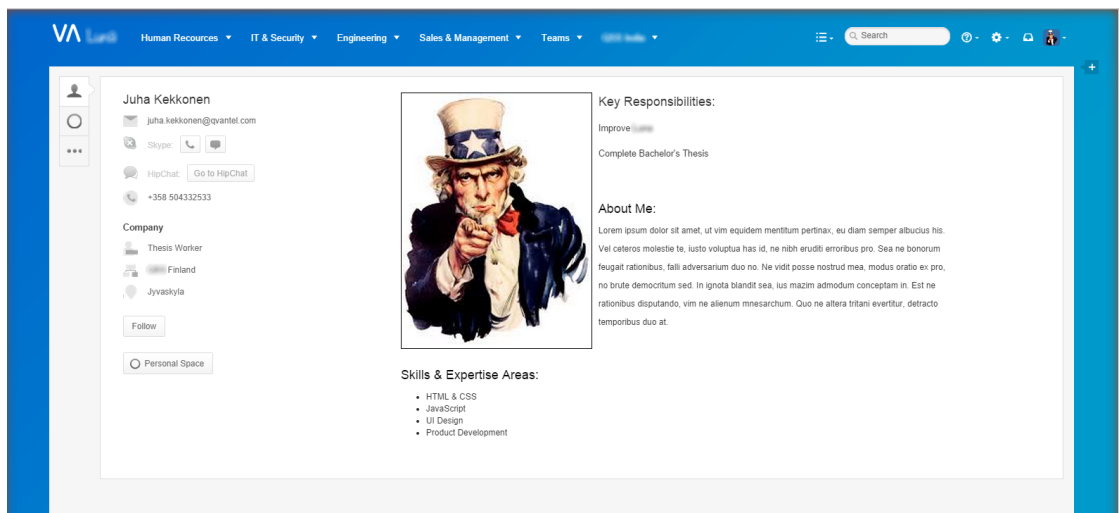 VA
Human Recources IT & Security Engineering Sales & Management Teams
Search
Juha Kekkonen
juha.kekkonen@qvantel.com
Skype:
HipChat: Go to HipChat
+358 504332533
Company
Thesis Worker
Finland
Jyvaskyla
Follow
Personal Space
Key Responsibilities:
Improve
Complete Bachelor's Thesis
About Me:
Lorem ipsum dolor sit amet, ut vim equidem mentitum pertinax, eu diam semper albucius his.
Vel ceteros molestie te, iusto voluptua has id, ne nibh eruditi erroribus pro. Sea ne bonorum
feugait rationibus, falli adversarium duo no. Ne vidit posse nostrud mea, modus oratio ex pro,
no brute democritum sed. In ignota blandit sea, ius mazim admodum conceptam in. Est ne
rationibus disputando, vim ne alienum mnesarchum. Quo ne altera tritani evertitur, detracto
temporibus duo at.
Skills & Expertise Areas:
• HTML & CSS
• JavaScript
• UI Design
• Product Development